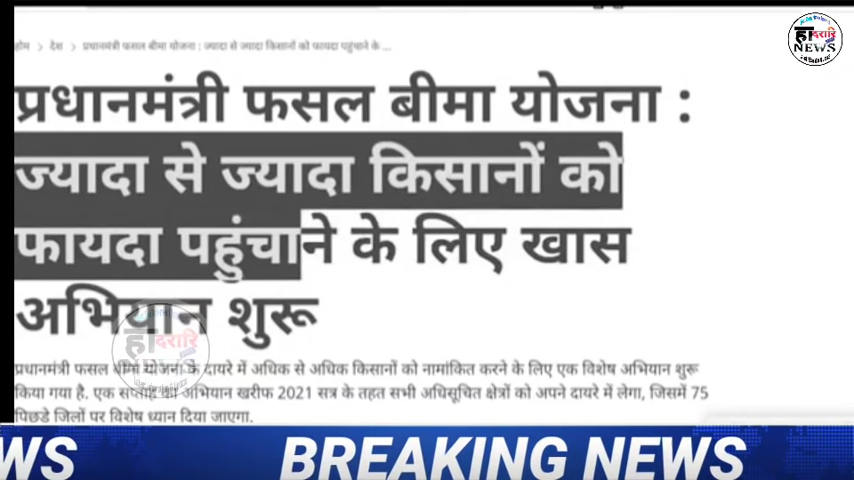 होम > देश > प्रधानमंत्री फसल बीमा योजना : ज्यादा से ज्यादा किसानों को फायदा पहुंचाने के ...
प्रधानमंत्री फसल बीमा योजना :
ज्यादा से ज्यादा किसानों को
फायदा पहुंचाने के लिए खास
अभियान शुरू
प्रधानमंत्री फसल बीमा योजना के दायरे में अधिक से अधिक किसानों को नामांकित करने के लिए एक विशेष अभियान शुरू
किया गया है. एक सप्ताह का अभियान खरीफ 2021 सत्र के तहत सभी अधिसूचित क्षेत्रों को अपने दायरे में लेगा, जिसमें 75
पिछडे जिलों पर विशेष ध्यान दिया जाएगा.
हा दरारि
NEWS
हा दरारि
WS BREAKING NEWS